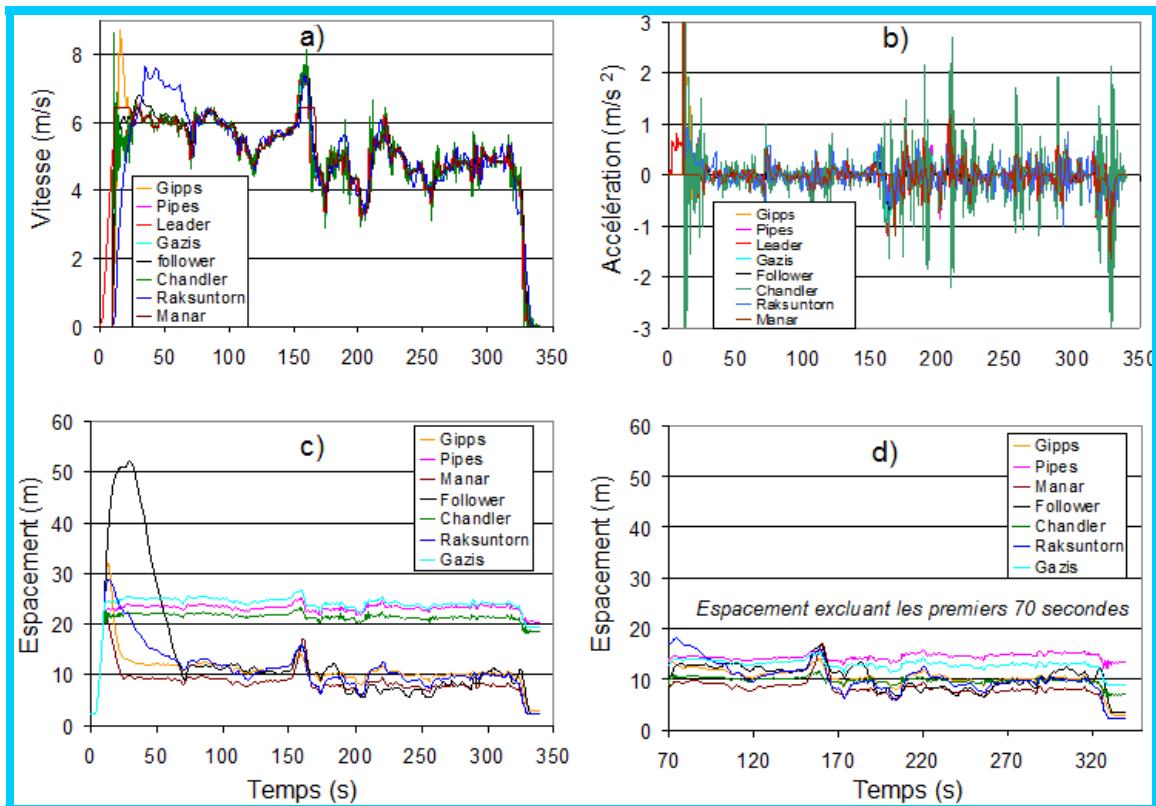 a)
Vitesse (m/s)
8
6
4
2
0
Gipps
Pipes
Leader
Gazis
follower
Chandler
Raksuntorn
Manar
0 50 100 150 200 250 300 350
b)
Accélération (m/s ²)
3
2
1
0
-1
-2
-3
Gipps
Pipes
Leader
Gazis
Follower
Chandler
Raksuntorn
Manar
0 50 100 150 200 250 300 350
c)
Espacement (m)
60
50
40
30
20
10
0
Gipps
Pipes
Manar
Follower
Chandler
Raksuntorn
Gazis
0 50 100 150 200 250 300 350
Temps (s)
d)
Espacement (m)
60
50
40
30
20
10
0
Gipps
Pipes
Manar
Follower
Chandler
Raksuntorn
Gazis
Espacement excluant les premiers 70 secondes
70 120 170 220 270 320
Temps (s)